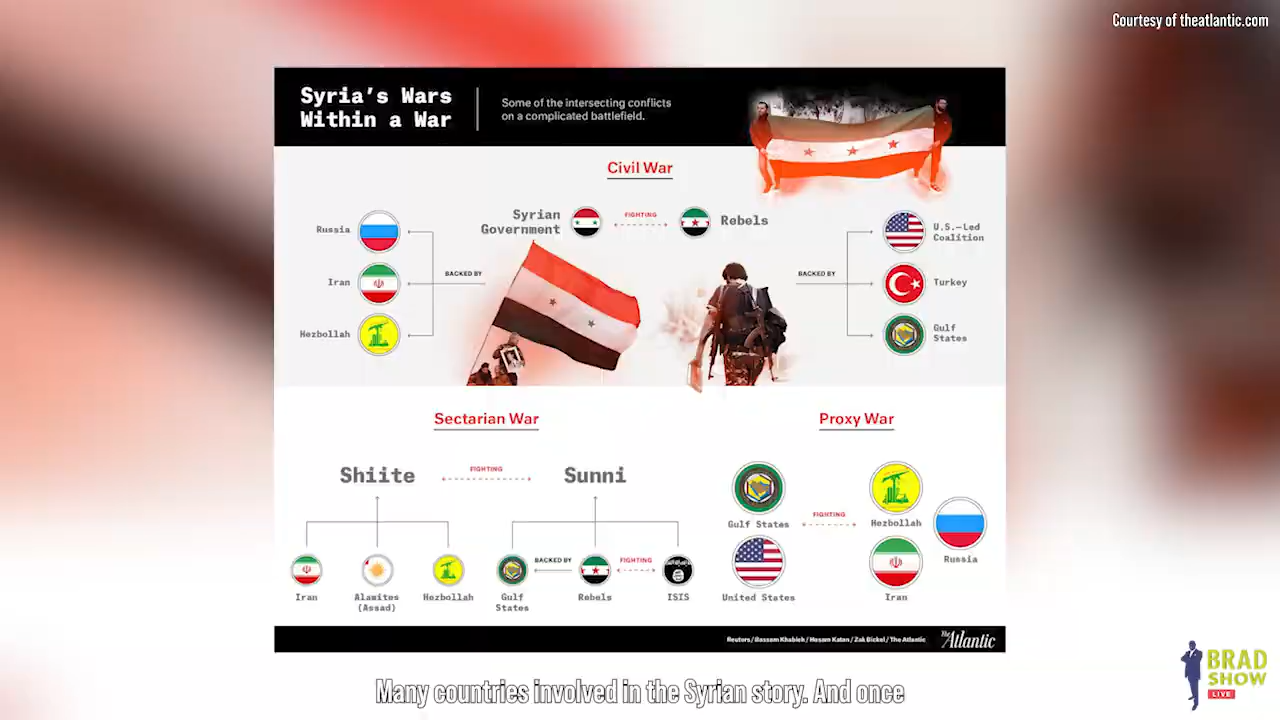 Courtesy of theatlantic.com
Syria's Wars
Within a War
Some of the intersecting conflicts
on a complicated battlefield.
Civil War
Syrian
Government
FIGHTING
Rebels
Russia
Iran
Hezbollah
BACKED BY
BACKED BY
U.S.-Led
Coalition
Turkey
Gulf
States
Sectarian War
Shiite
FIGHTING
Sunni
Iran
Alawites
(Assad)
Hezbollah
Gulf
States
BACKED BY
Rebels
FIGHTING
ISIS
Proxy War
Gulf States
United States
FIGHTING
Hezbollah
Iran
Russia
Reuters / Bassam Khabieh / Hosam Katan / Zak Bickel / The Atlantic
The Atlantic
Many countries involved in the Syrian story. And once
BRAD
SHOW
LIVE